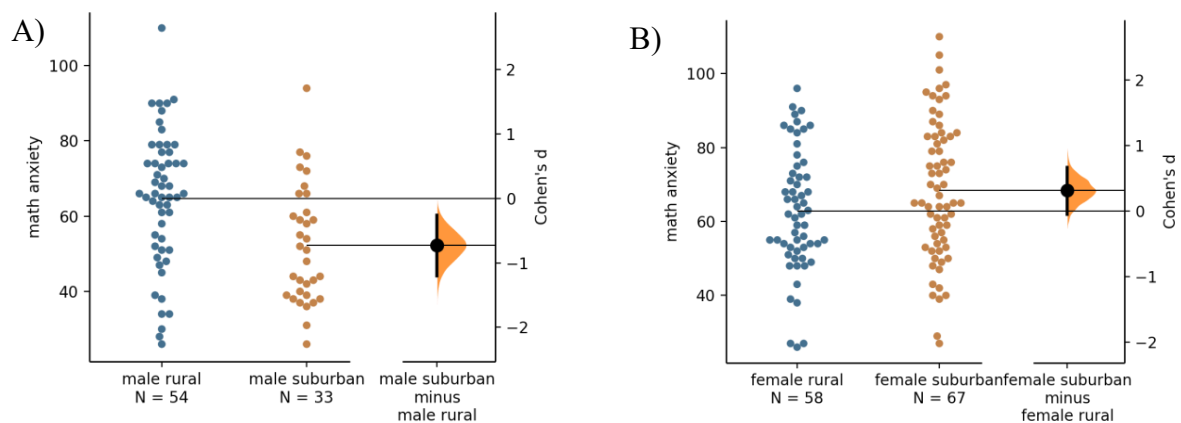 A)
math anxiety
100
80
60
40
2
1
0
−1
−2
Cohen's d
male rural
N = 54
male suburban
N = 33
male suburban
minus
male rural
B)
math anxiety
100
80
60
40
2
1
0
−1
−2
Cohen's d
female rural
N = 58
female suburban
N = 67
female suburban
minus
female rural